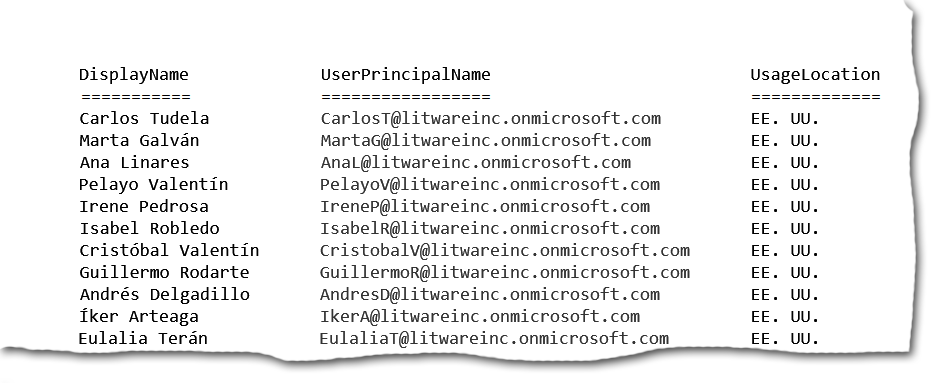 DisplayName UserPrincipalName UsageLocation
=========== ================= =============
Carlos Tudela CarlosT@litwareinc.onmicrosoft.com EE. UU.
Marta Galván MartaG@litwareinc.onmicrosoft.com EE. UU.
Ana Linares AnaL@litwareinc.onmicrosoft.com EE. UU.
Pelayo Valentín PelayoV@litwareinc.onmicrosoft.com EE. UU.
Irene Pedrosa IreneP@litwareinc.onmicrosoft.com EE. UU.
Isabel Robledo IsabelR@litwareinc.onmicrosoft.com EE. UU.
Cristóbal Valentín CristobalV@litwareinc.onmicrosoft.com EE. UU.
Guillermo Rodarte GuillermoR@litwareinc.onmicrosoft.com EE. UU.
Andrés Delgadillo AndresD@litwareinc.onmicrosoft.com EE. UU.
Íker Arteaga IkerA@litwareinc.onmicrosoft.com EE. UU.
Eulalia Terán EulaliaT@litwareinc.onmicrosoft.com EE. UU.